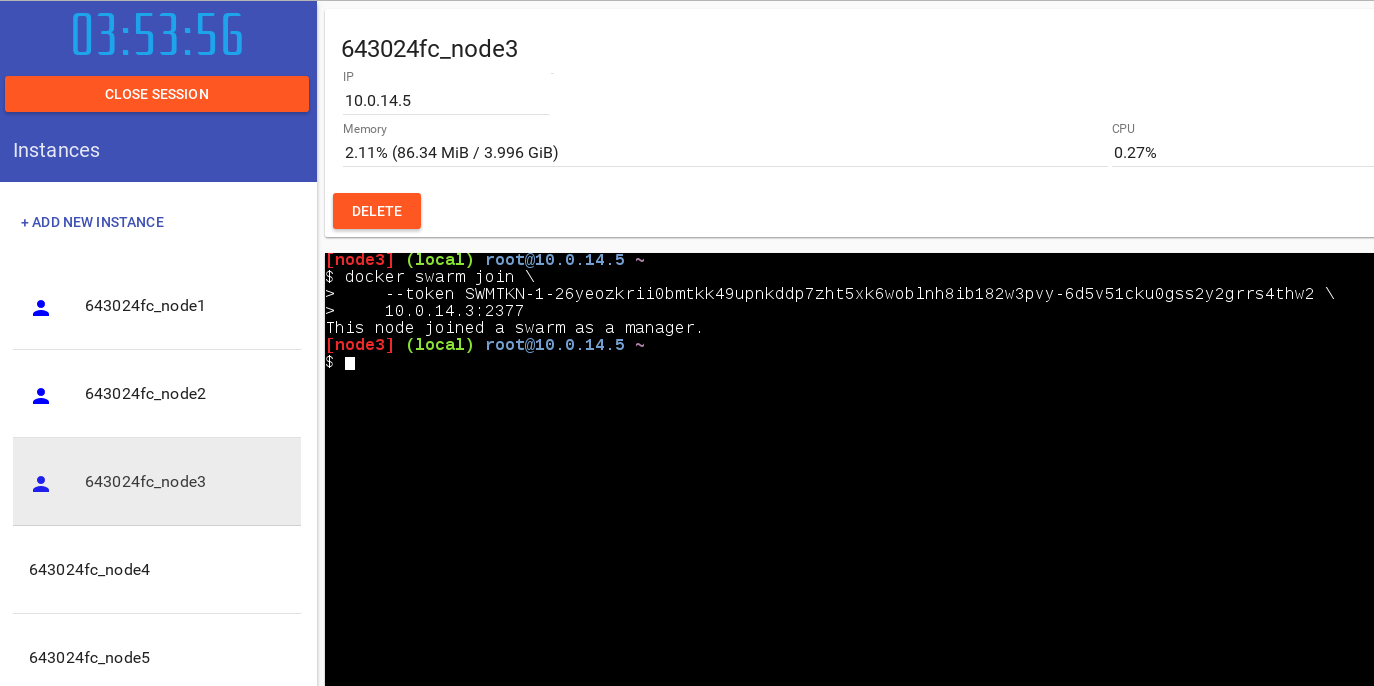 03:53:56
CLOSE SESSION
Instances
+ ADD NEW INSTANCE
643024fc_node1
643024fc_node2
643024fc_node3
643024fc_node4
643024fc_node5
643024fc_node3
IP
10.0.14.5
Memory
2.11% (86.34 MiB / 3.996 GiB)
CPU
0.27%
DELETE
[node3] (local) root@10.0.14.5 ~
$ docker swarm join \
>     --token SWMTKN-1-26yeozkrii0bmtkk49upnkddp7zht5xk6woblnh8ib182w3pvy-6d5v51cku0gss2y2grrs4thw2 \
>     10.0.14.3:2377
This node joined a swarm as a manager.
[node3] (local) root@10.0.14.5 ~
$